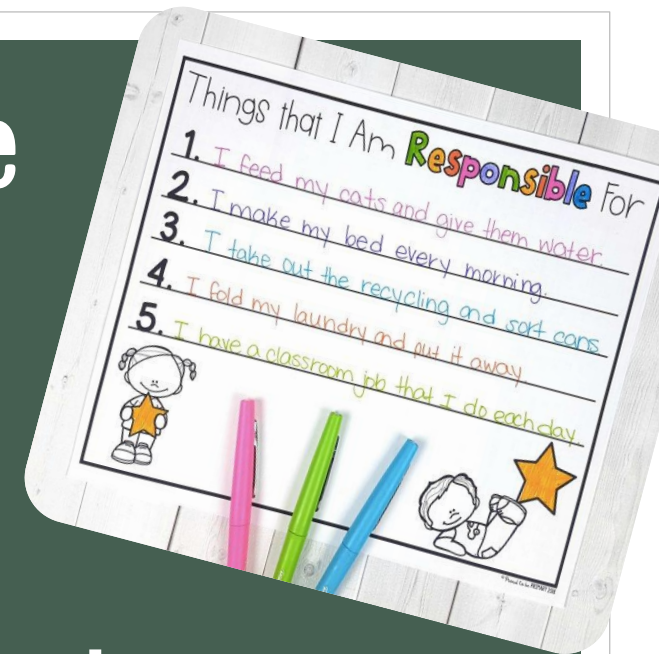 e
Things that I Am Responsible For
1. I feed my cats and give them water.
2. I make my bed every morning.
3. I take out the recycling and sort cans.
4. I fold my laundry and put it away.
5. I have a classroom job that I do each day.